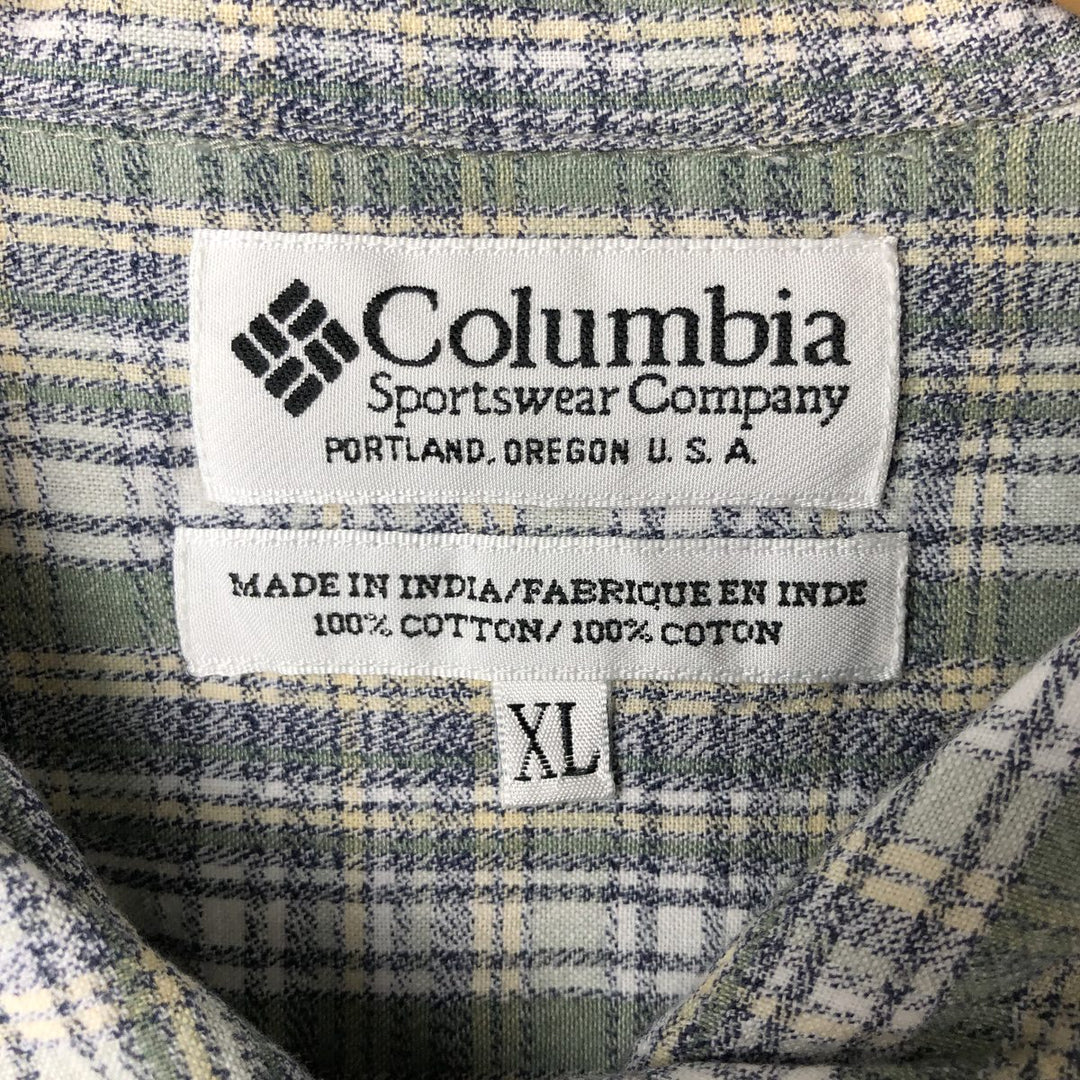 Columbia
Sportswear Company
PORTLAND, OREGON U. S. A.
MADE IN INDIA/FABRIQUE EN INDE
100% COTTON/ 100% COTON
XL